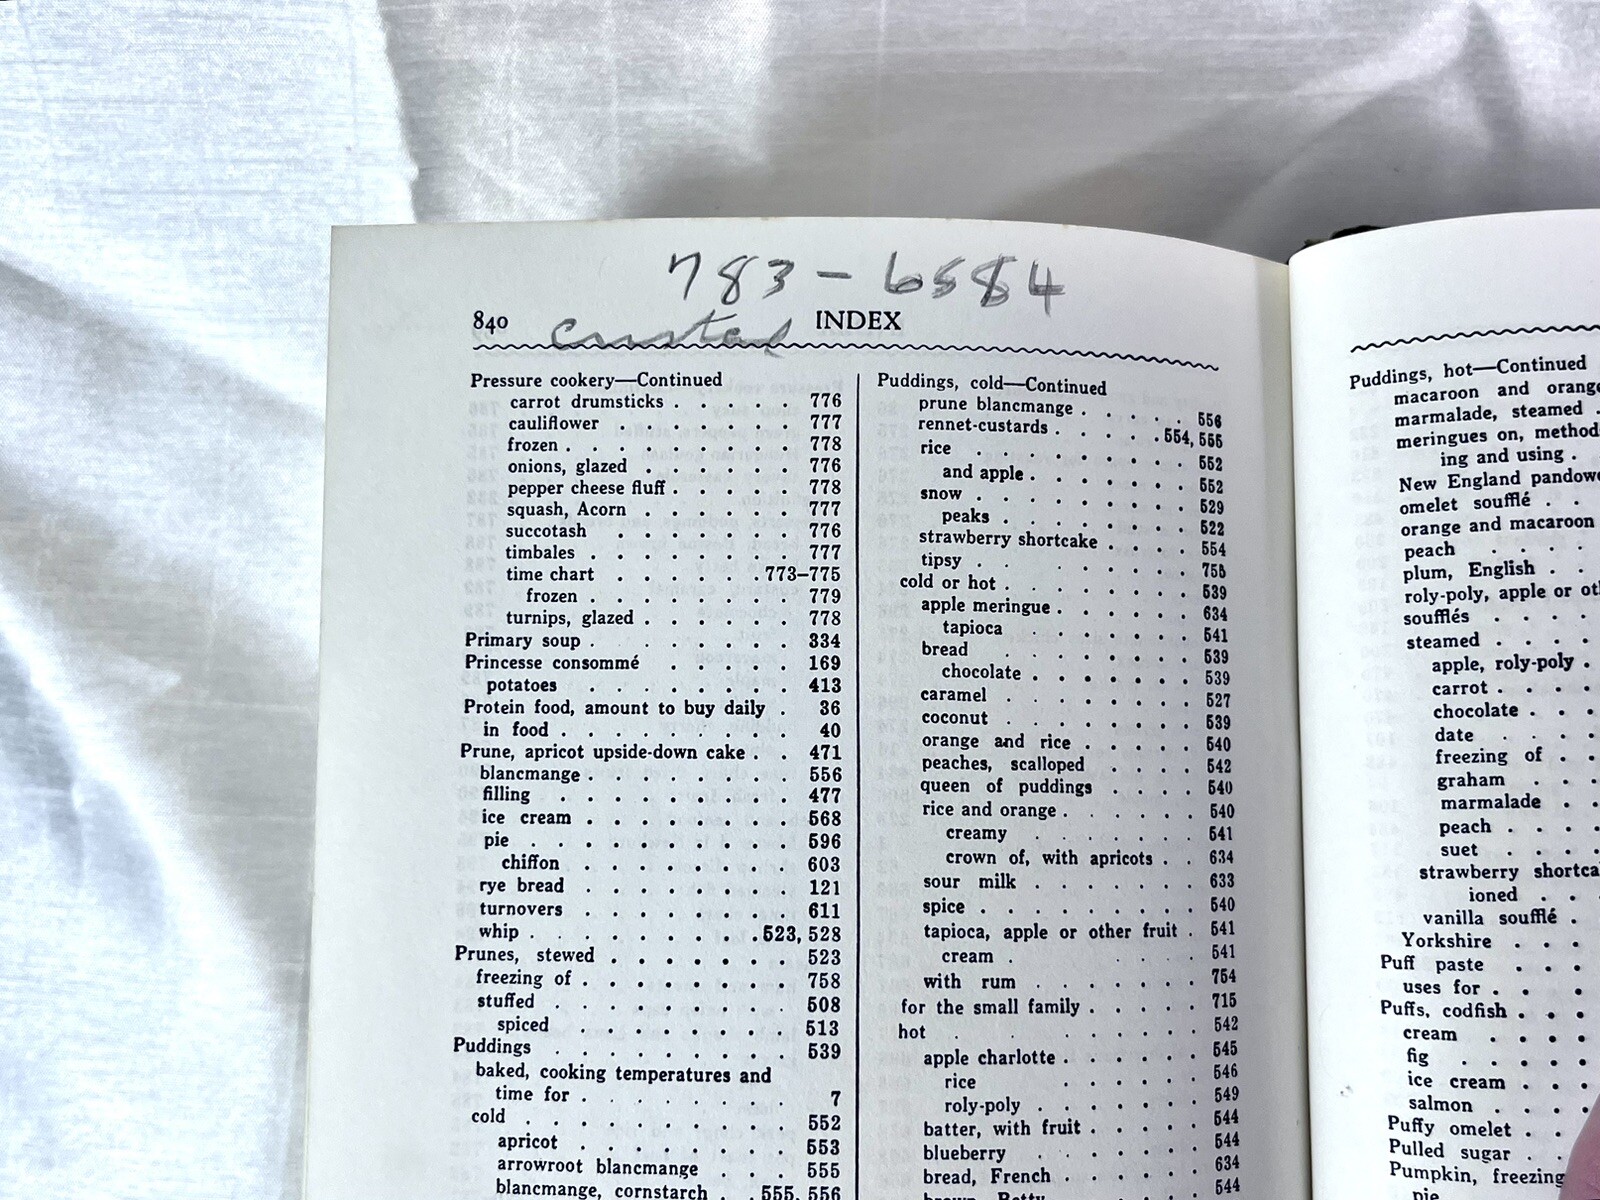 783-6584
840 INDEX
Pressure cookery—Continued
carrot drumsticks . . . . . 776
cauliflower . . . . . . . 777
frozen . . . . . . . . . 778
onions, glazed . . . . . . 776
pepper cheese fluff . . . . . 778
squash, Acorn . . . . . . 777
succotash . . . . . . . 776
timbales . . . . . . . . 777
time chart . . . . . . 773–775
frozen . . . . . . . . 779
turnips, glazed . . . . . . 778
Primary soup . . . . . . . 334
Princesse consommé . . . . . 169
potatoes . . . . . . . . 413
Protein food, amount to buy daily . 36
in food . . . . . . . . . 40
Prune, apricot upside-down cake . . 471
blancmange . . . . . . . 556
filling . . . . . . . . . 477
ice cream . . . . . . . . 568
pie . . . . . . . . . . 596
chiffon . . . . . . . . 603
rye bread . . . . . . . . 121
turnovers . . . . . . . . 611
whip . . . . . . . . . 523, 528
Prunes, stewed . . . . . . . 523
freezing of . . . . . . . . 758
stuffed . . . . . . . . . 508
spiced . . . . . . . . 513
Puddings . . . . . . . . . 539
baked, cooking temperatures and
time for . . . . . . . . 7
cold . . . . . . . . . . 552
apricot . . . . . . . . 553
arrowroot blancmange . . . 555
blancmange, cornstarch . . 555, 556
Puddings, cold—Continued
prune blancmange . . . . . 556
rennet-custards . . . . . 554, 555
rice . . . . . . . . . 552
and apple . . . . . . . 552
snow . . . . . . . . . 529
peaks . . . . . . . . 522
strawberry shortcake . . . . 554
tipsy . . . . . . . . . 755
cold or hot . . . . . . . . 539
apple meringue . . . . . . 634
tapioca . . . . . . . 541
bread . . . . . . . . 539
chocolate . . . . . . . 539
caramel . . . . . . . . 527
coconut . . . . . . . . 539
orange and rice . . . . . 540
peaches, scalloped . . . . 542
queen of puddings . . . . 540
rice and orange . . . . . . 540
creamy . . . . . . . 541
crown of, with apricots . . 634
sour milk . . . . . . . 633
spice . . . . . . . . . 540
tapioca, apple or other fruit . 541
cream . . . . . . . . 541
with rum . . . . . . . 754
for the small family . . . . . 715
hot . . . . . . . . . . 542
apple charlotte . . . . . . 545
rice . . . . . . . . 546
roly-poly . . . . . . . 549
batter, with fruit . . . . . 544
blueberry . . . . . . . 544
bread, French . . . . . . 634
brown Betty . . . . . . 544
Puddings, hot—Continued
macaroon and orange
marmalade, steamed .
meringues on, method
ing and using .
New England
omelet soufflé . .
orange and macaroon
peach . . . .
plum, English . .
roly-poly, apple or
soufflés . . . .
steamed . . . .
apple, roly-poly .
carrot . . . .
chocolate . . .
date . . . .
freezing of . .
graham . . .
marmalade . .
peach . . . .
suet . . . .
strawberry
ioned . . .
vanilla soufflé .
Yorkshire . . .
Puff paste . . .
uses for . . . .
Puffs, codfish . . .
cream . . . .
fig . . . . .
ice cream . . .
salmon . . . .
Puffy omelet . . .
Pulled sugar . . .
Pumpkin, freezing
pie